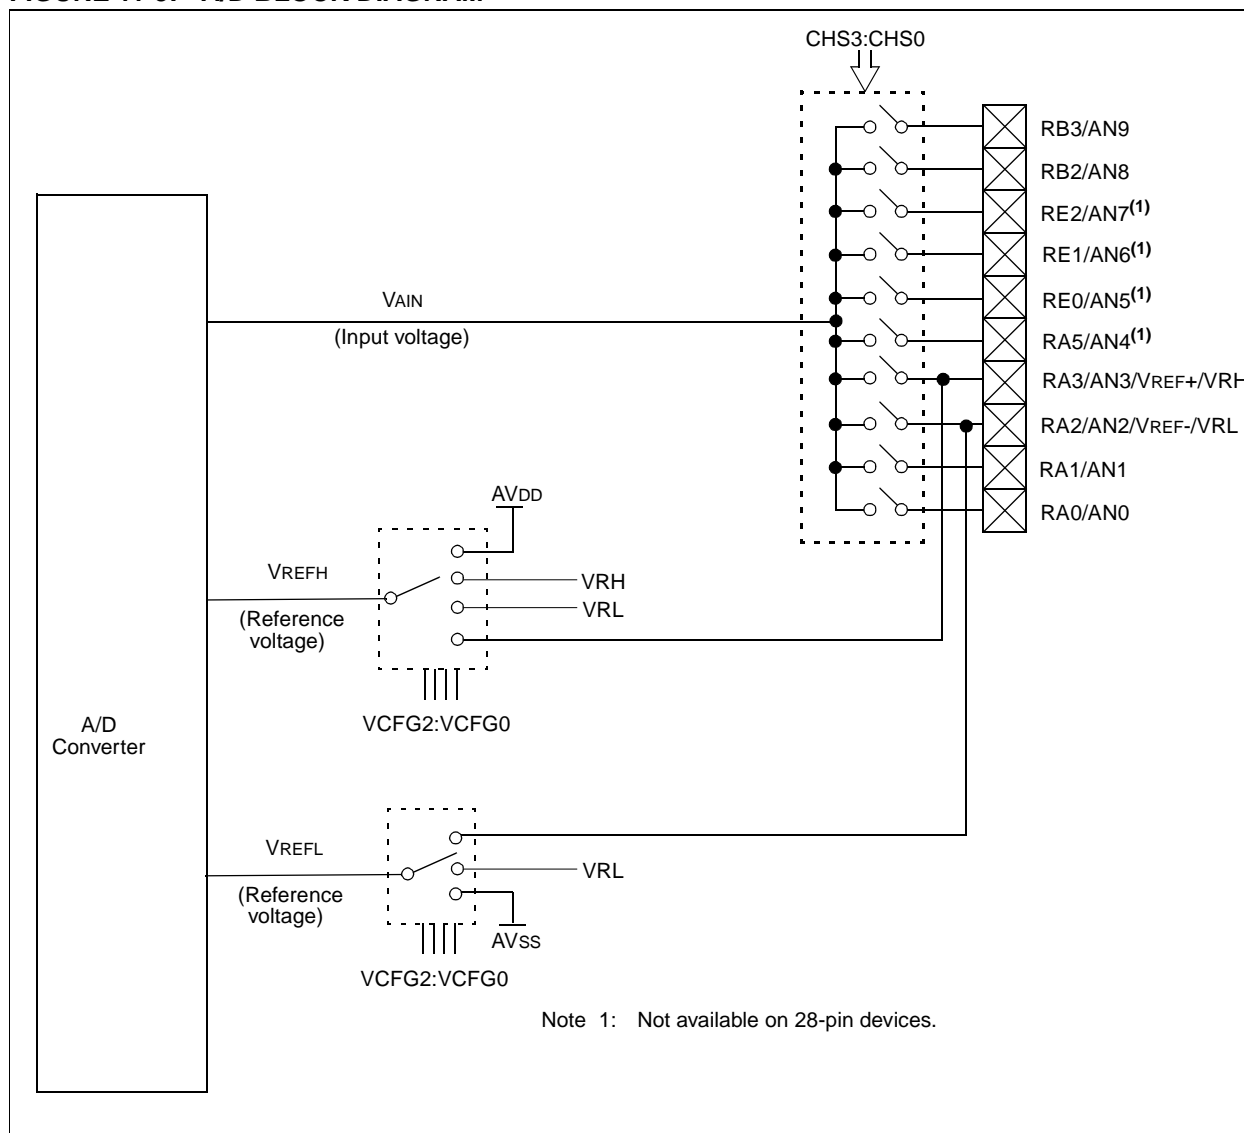 CHS3:CHS0
RB3/AN9
RB2/AN8
RE2/AN7(1)
RE1/AN6(1)
RE0/AN5(1)
RA5/AN4(1)
RA3/AN3/VREF+/VRH
RA2/AN2/VREF-/VRL
RA1/AN1
RA0/AN0
VAIN
(Input voltage)
AVDD
VREFH
(Reference
voltage)
VRH
VRL
VCFG2:VCFG0
A/D
Converter
VREFL
(Reference
voltage)
VRL
AVSS
VCFG2:VCFG0
Note 1: Not available on 28-pin devices.